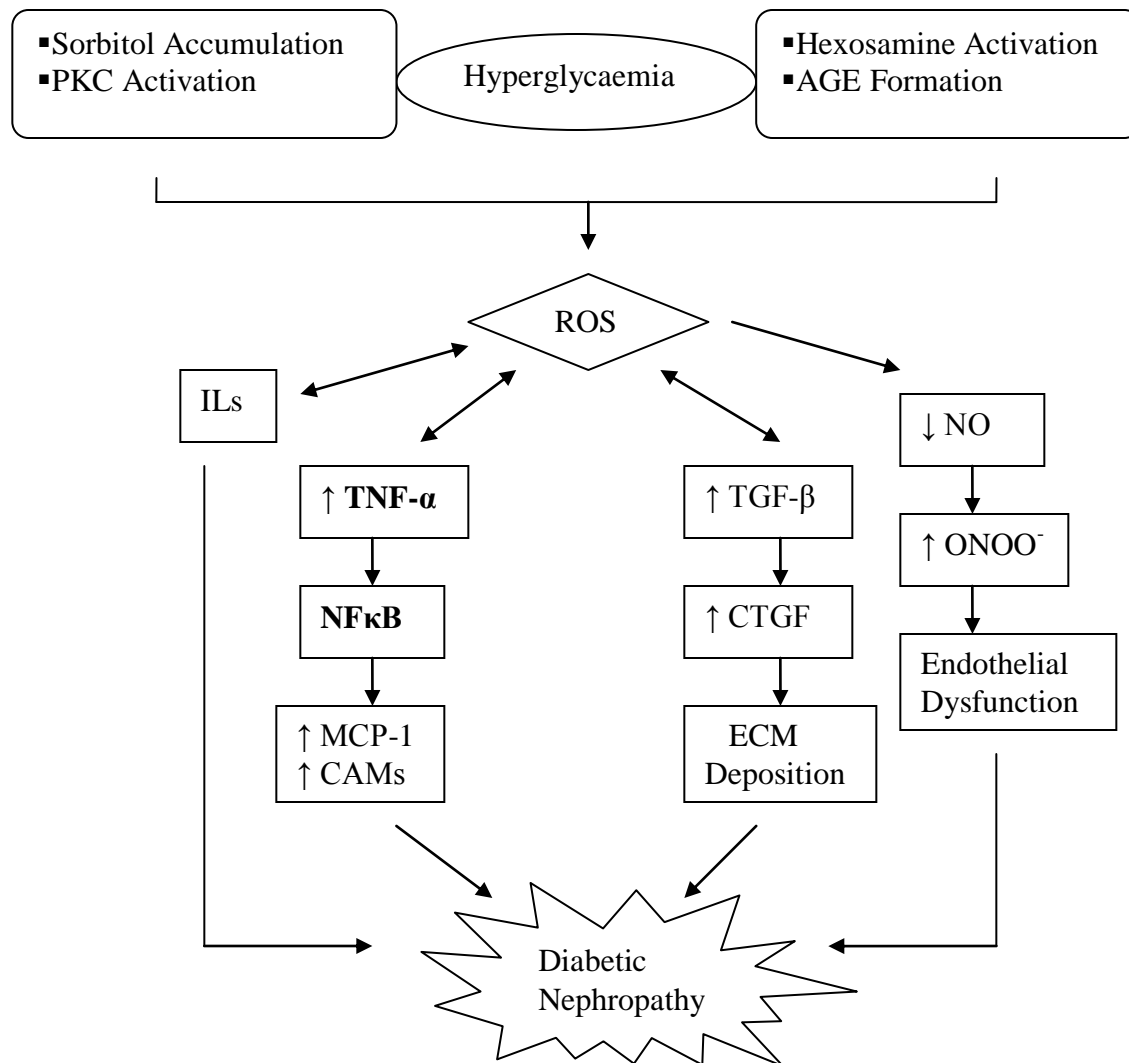 ▪Sorbitol Accumulation
▪PKC Activation
Hyperglycaemia
▪Hexosamine Activation
▪AGE Formation
ROS
ILs
↓ NO
↑ TNF-α
↑ TGF-β
↑ ONOO⁻
NFκB
↑ CTGF
Endothelial
Dysfunction
↑ MCP-1
↑ CAMs
ECM
Deposition
Diabetic
Nephropathy